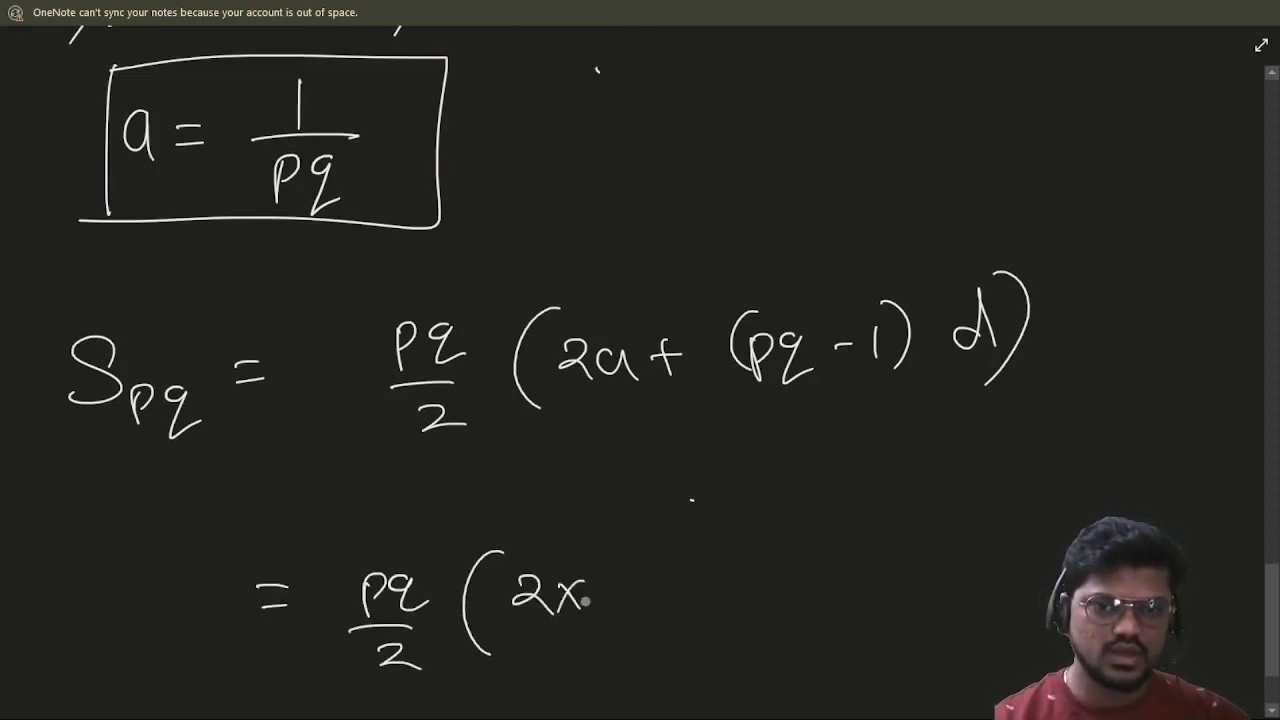 OneNote can't sync your notes because your account is out of space.
a = 1/pq
Spq = pq/2 (2a + (pq - 1) d)
= pq/2 (2x